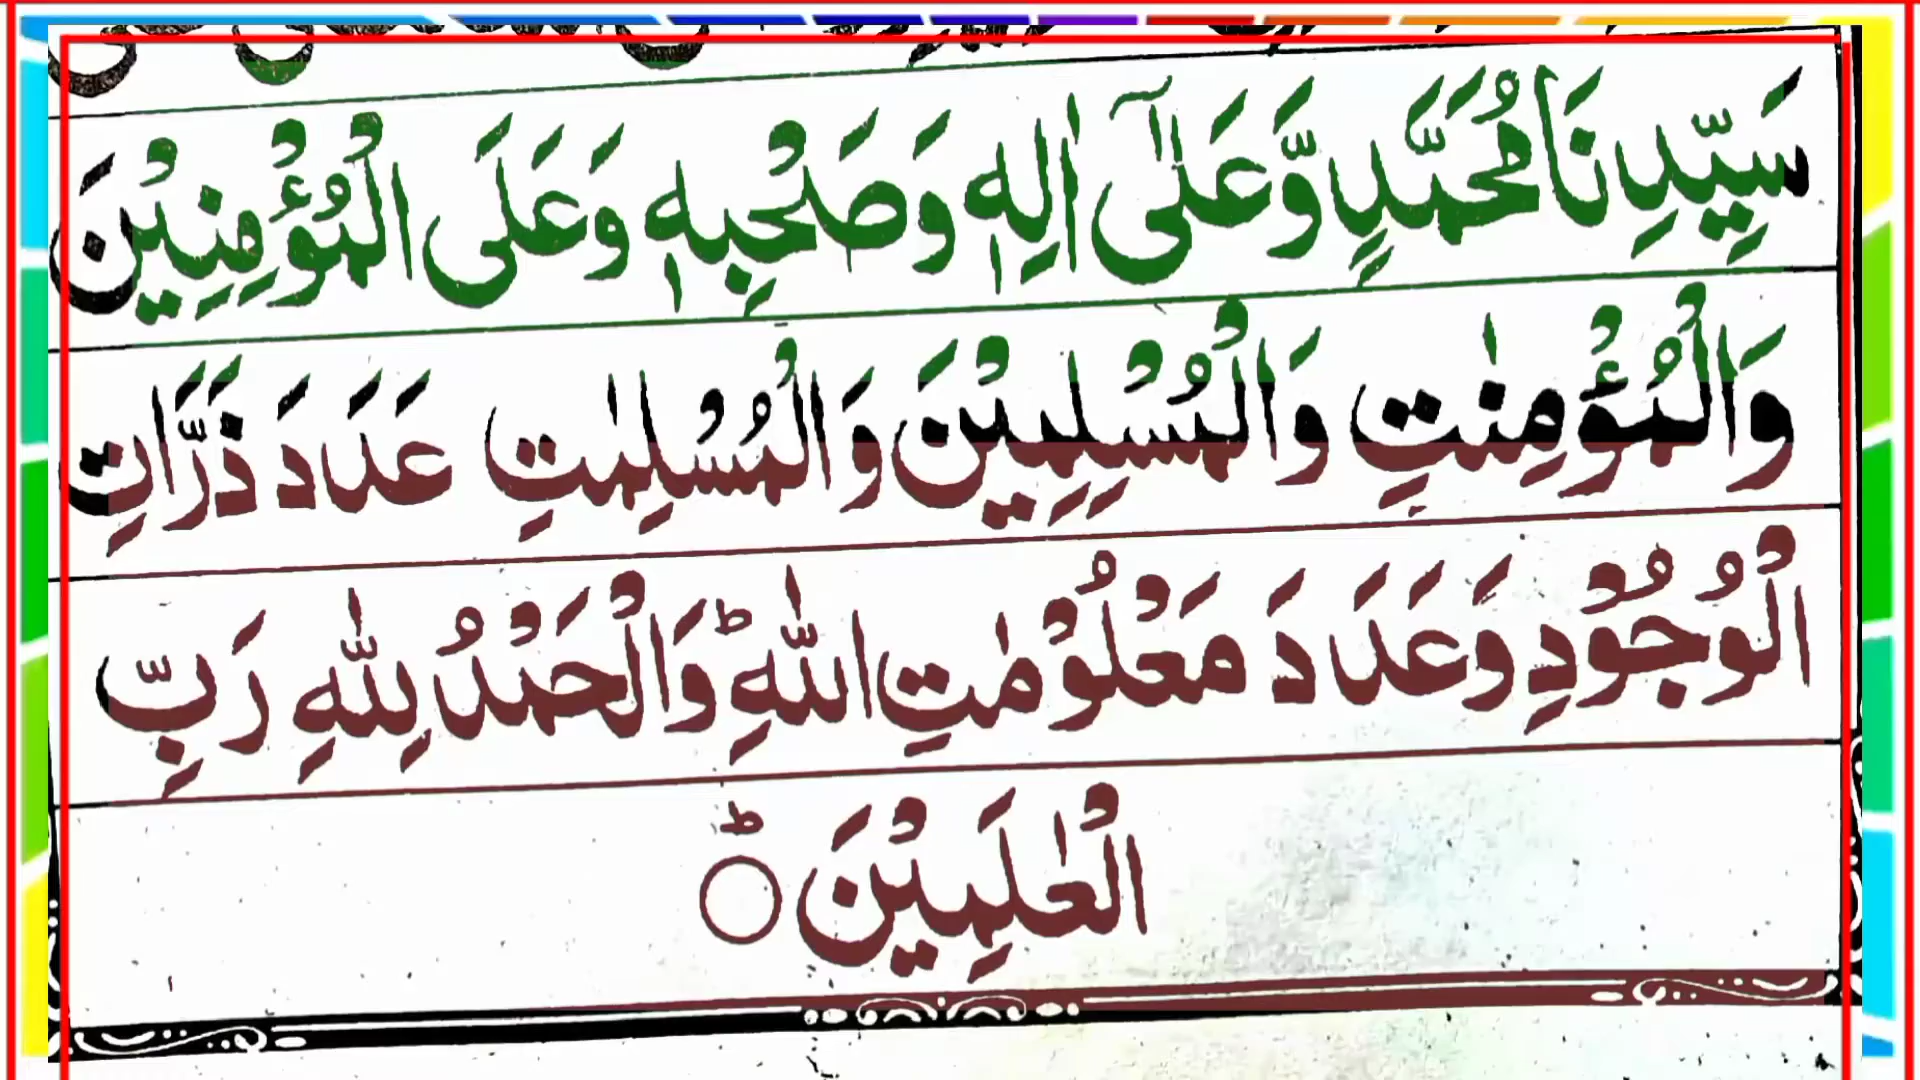 سَيِّدِنَا مُحَمَّدٍ وَّعَلٰٓى اٰلِهٖ وَصَحْبِهٖ وَعَلَى الْمُؤْمِنِيْنَ
وَالْمُؤْمِنٰتِ وَالْمُسْلِمِيْنَ وَالْمُسْلِمٰتِ عَدَدَ ذَرَّاتِ
الْوُجُوْدِ وَعَدَدَ مَعْلُوْمٰتِ اللّٰهِ ؕ وَالْحَمْدُ لِلّٰهِ رَبِّ
الْعٰلَمِيْنَ ؕ ○